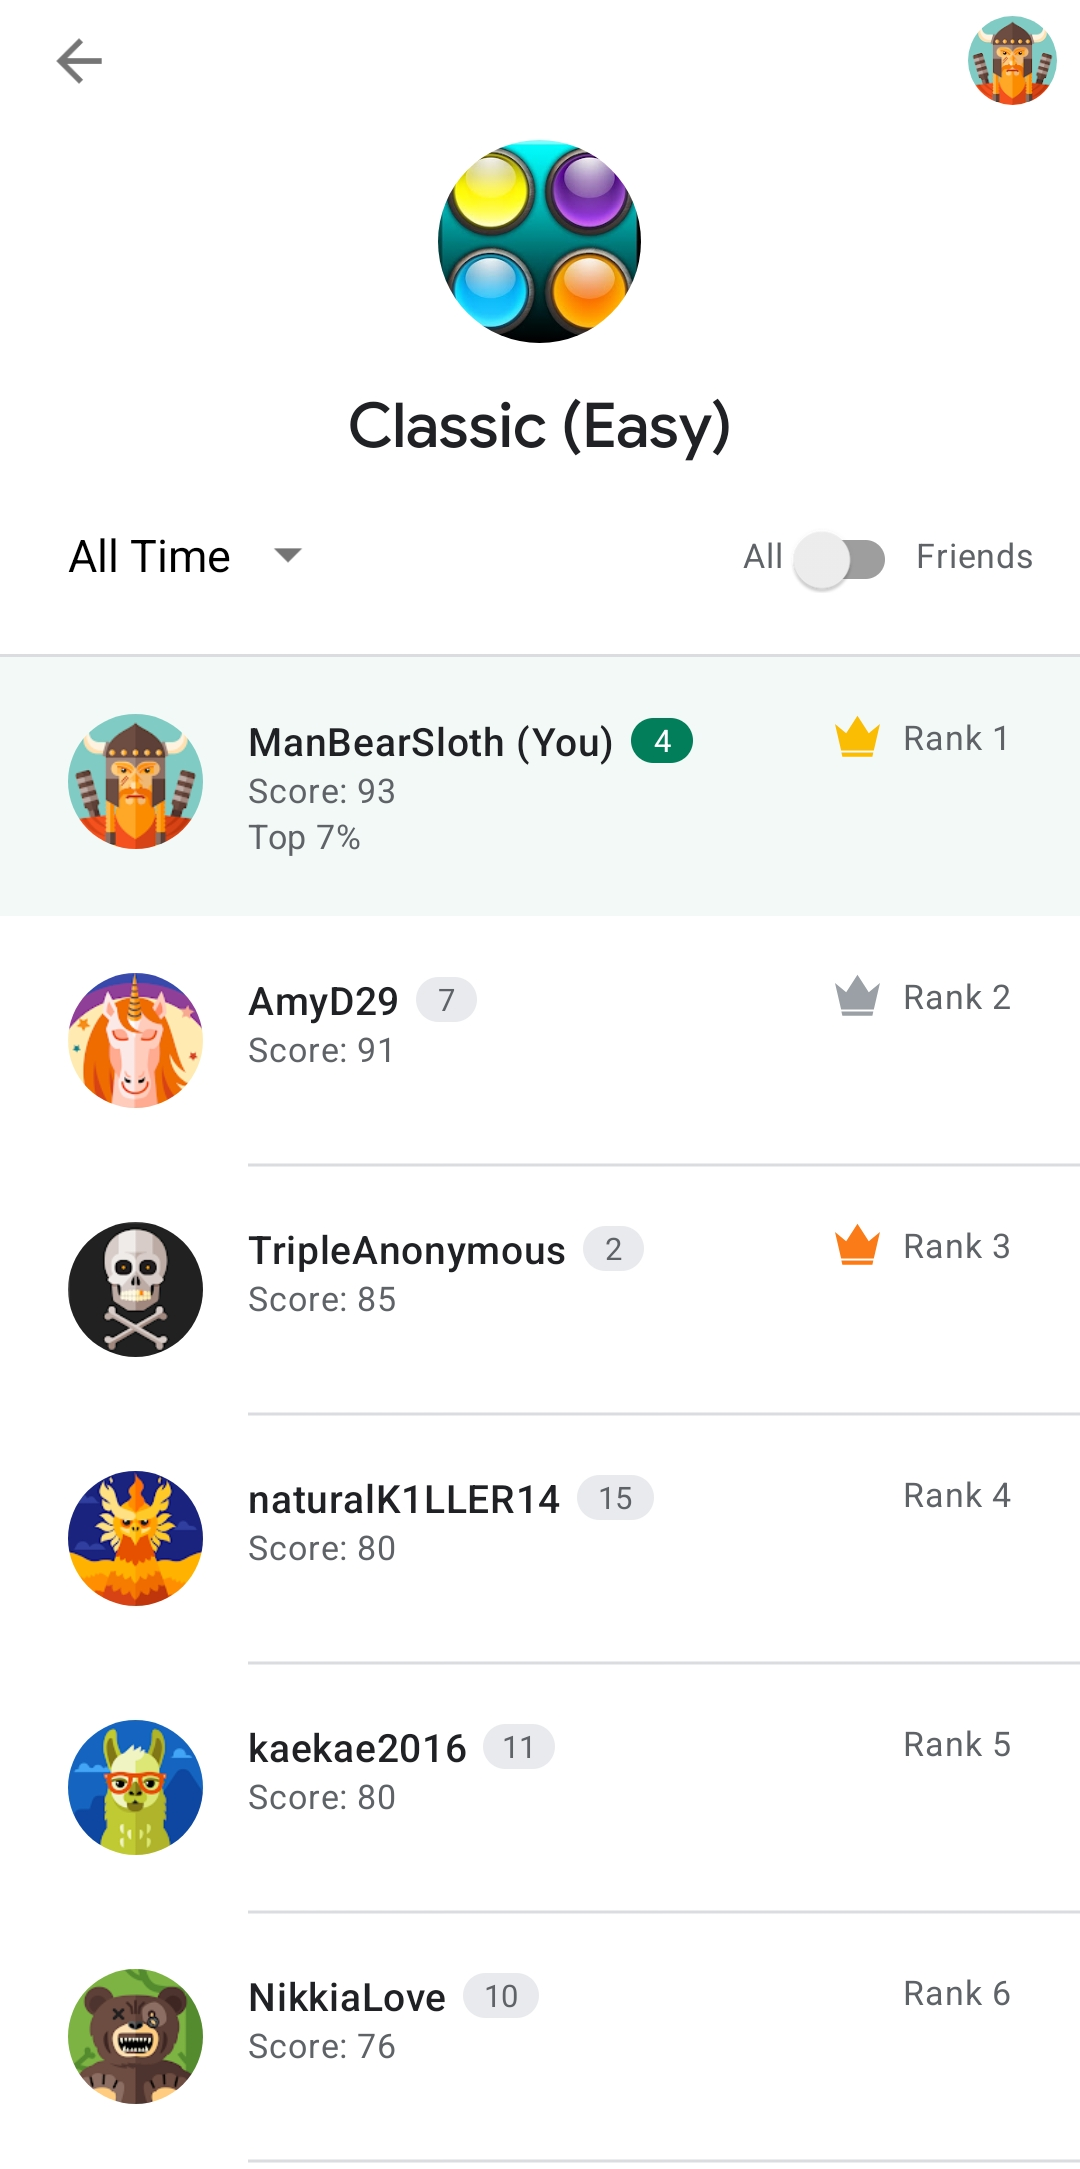 Classic (Easy)
All Time
All Friends
ManBearSloth (You) 4 Rank 1
Score: 93
Top 7%
AmyD29 7 Rank 2
Score: 91
TripleAnonymous 2 Rank 3
Score: 85
naturalK1LLER14 15 Rank 4
Score: 80
kaekae2016 11 Rank 5
Score: 80
NikkiaLove 10 Rank 6
Score: 76